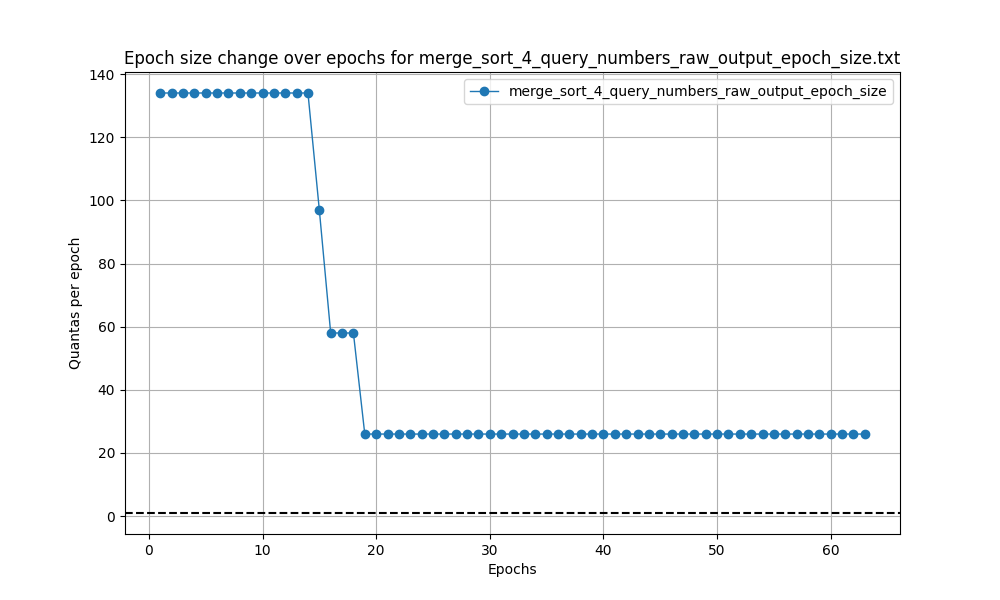 Epoch size change over epochs for merge_sort_4_query_numbers_raw_output_epoch_size.txt
merge_sort_4_query_numbers_raw_output_epoch_size
140
120
100
80
60
40
20
0
Quantas per epoch
0 10 20 30 40 50 60
Epochs